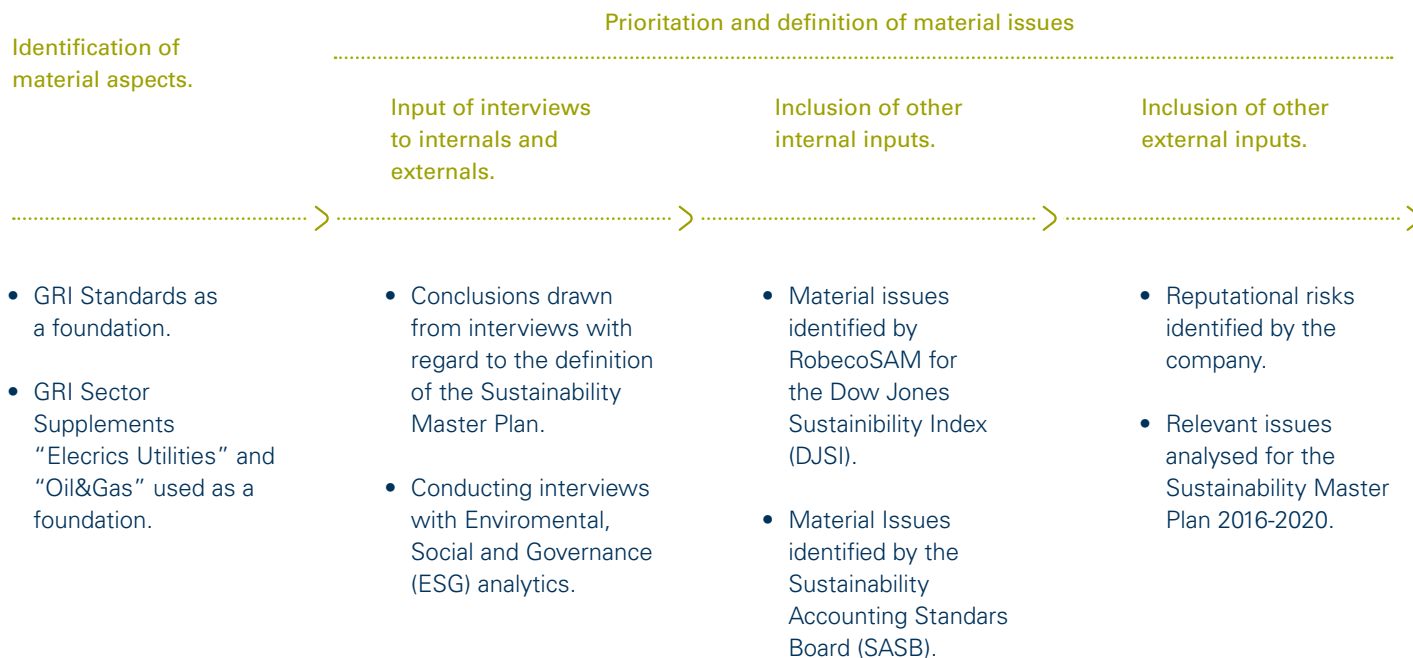 Identification of
material aspects.
Prioritation and definition of material issues
Input of interviews
to internals and
externals.
Inclusion of other
internal inputs.
Inclusion of other
external inputs.
• GRI Standards as
a foundation.
• GRI Sector
Supplements
“Elecrics Utilities” and
“Oil&Gas” used as a
foundation.
• Conclusions drawn
from interviews with
regard to the definition
of the Sustainability
Master Plan.
• Conducting interviews
with Enviromental,
Social and Governance
(ESG) analytics.
• Material issues
identified by
RobecoSAM for
the Dow Jones
Sustainibility Index
(DJSI).
• Material Issues
identified by the
Sustainability
Accounting Standars
Board (SASB).
• Reputational risks
identified by the
company.
• Relevant issues
analysed for the
Sustainability Master
Plan 2016-2020.